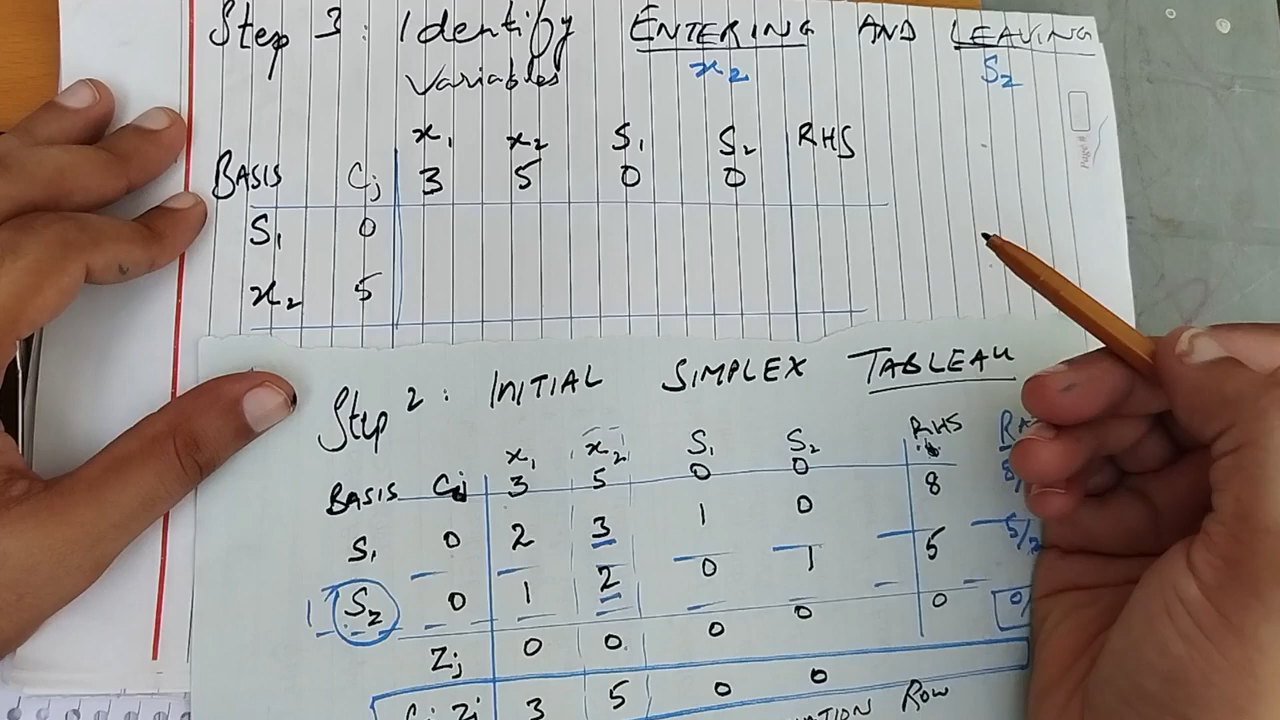 Step 3: Identify ENTERING AND LEAVING
Variables x₂ S₂
x₁ x₂ S₁ S₂ RHS
BASIS Cj 3 5 0 0
S₁ 0
x₂ 5
Page #
Step 2: INITIAL SIMPLEX TABLEAU
x₁ x₂ S₁ S₂ RHS
BASIS Cj 3 5 0 0
S₁ 0 2 3 1 0 8
S₂ 0 1 2 0 1 5
Zj 0 0 0 0 0
Cj Zj 3 5 0 0
ROW